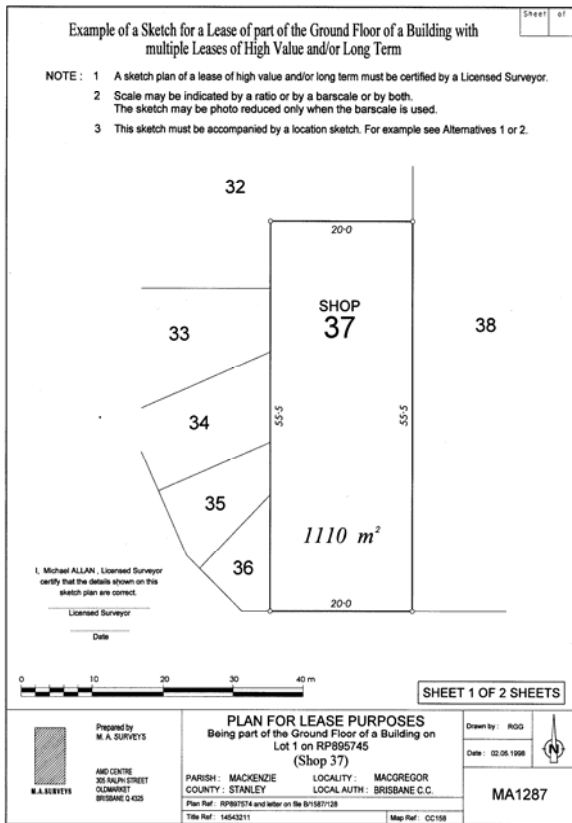 Sheet of
Example of a Sketch for a Lease of part of the Ground Floor of a Building with
multiple Leases of High Value and/or Long Term
NOTE : 1 A sketch plan of a lease of high value and/or long term must be certified by a Licensed Surveyor.
2 Scale may be indicated by a ratio or by a barscale or by both.
The sketch may be photo reduced only when the barscale is used.
3 This sketch must be accompanied by a location sketch. For example see Alternatives 1 or 2.
32
20·0
SHOP
37
33
38
34
55·5
55·5
35
1110 m²
36
I, Michael ALLAN , Licensed Surveyor
certify that the details shown on this
sketch plan are correct.
Licensed Surveyor
Date
20·0
0 10 20 30 40 m
SHEET 1 OF 2 SHEETS
M.A.SURVEYS
Prepared by
M. A. SURVEYS
AMD CENTRE
305 RALPH STREET
OLDMARKET
BRISBANE Q 4325
PLAN FOR LEASE PURPOSES
Being part of the Ground Floor of a Building on
Lot 1 on RP895745
(Shop 37)
PARISH : MACKENZIE LOCALITY : MACGREGOR
COUNTY : STANLEY LOCAL AUTH : BRISBANE C.C.
Plan Ref : RP897574 and letter on file B/1587/128
Title Ref : 14543211 Map Ref : CC158
Drawn by : RGG
Date : 02.05.1998
N
MA1287